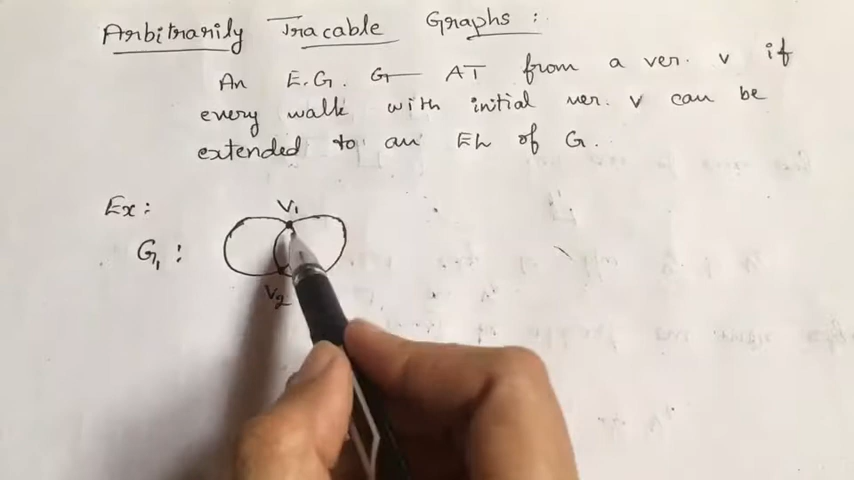 Arbitrarily Tracable Graphs :
An E.G. G — AT from a ver. v if
every walk with initial ver. v can be
extended to an EL of G.
Ex :
V1
G1 :
V2